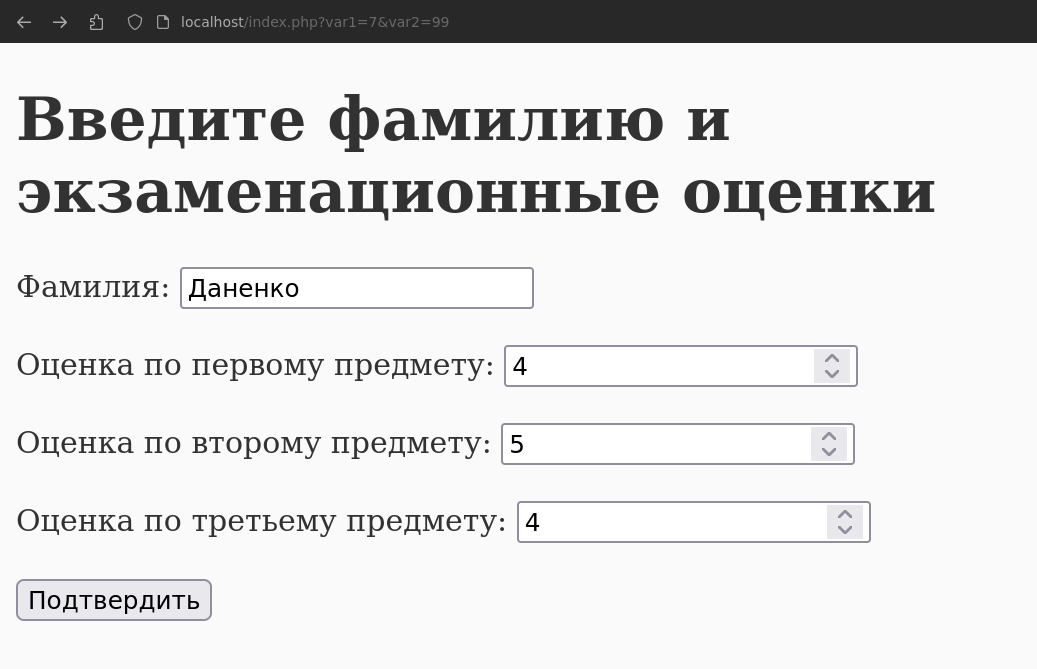 localhost/index.php?var1=7&var2=99
Введите фамилию и
экзаменационные оценки
Фамилия: Даненко
Оценка по первому предмету: 4
Оценка по второму предмету: 5
Оценка по третьему предмету: 4
Подтвердить